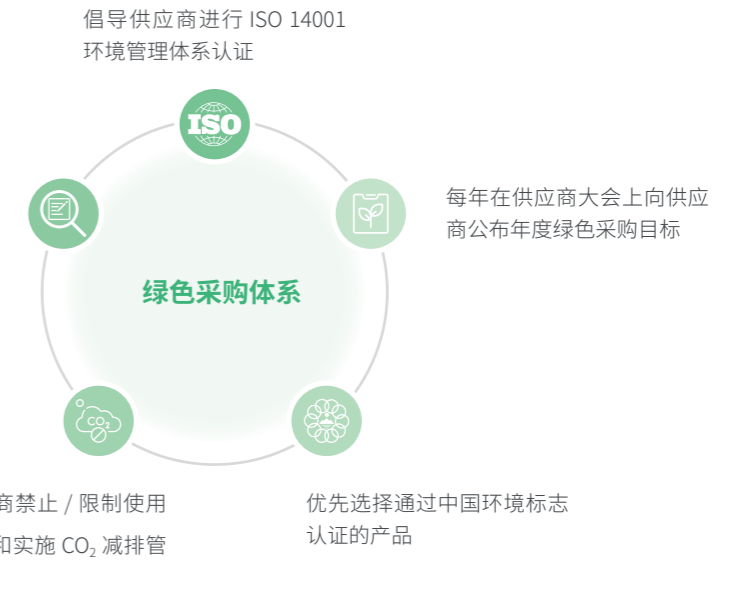 倡导供应商进行 ISO 14001
环境管理体系认证
ISO
每年在供应商大会上向供应
商公布年度绿色采购目标
绿色采购体系
CO₂
商禁止 / 限制使用
和实施 CO₂ 减排管
优先选择通过中国环境标志
认证的产品